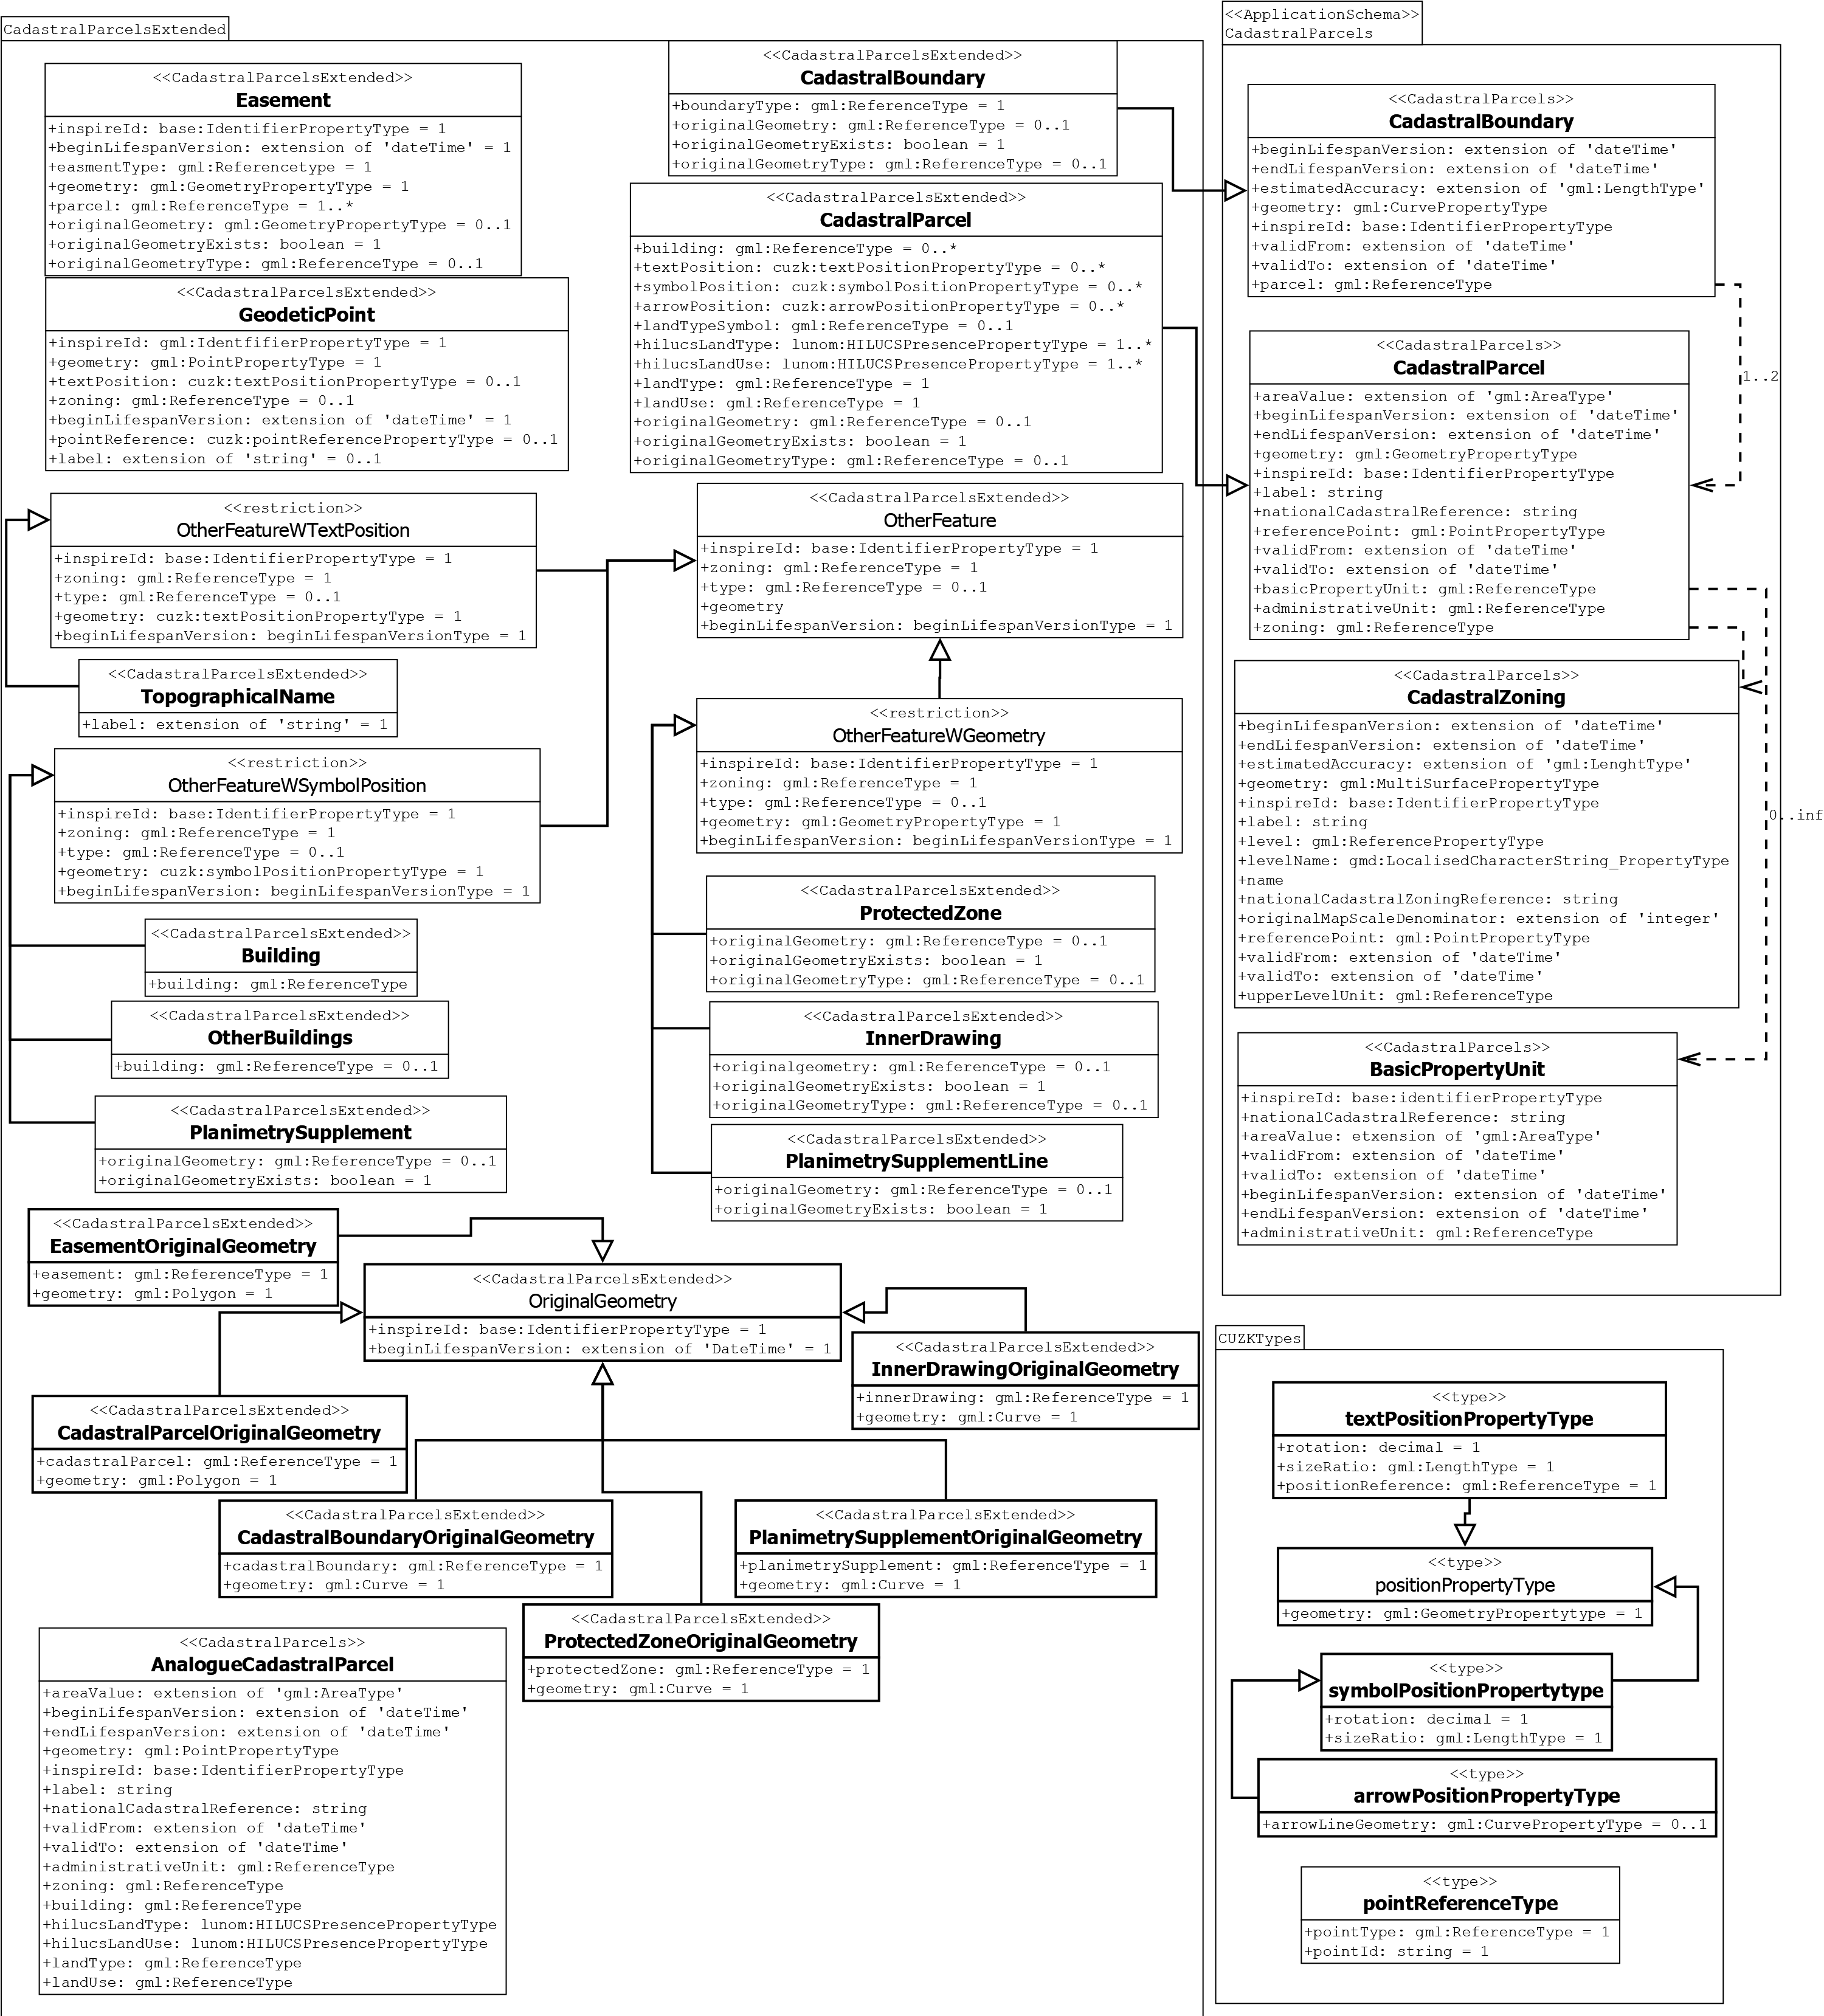 CadastralParcelsExtended
<<CadastralParcelsExtended>>
Easement
+inspireId: base:IdentifierPropertyType = 1
+beginLifespanVersion: extension of 'dateTime' = 1
+easmentType: gml:Referencetype = 1
+geometry: gml:GeometryPropertyType = 1
+parcel: gml:ReferenceType = 1..*
+originalGeometry: gml:GeometryPropertyType = 0..1
+originalGeometryExists: boolean = 1
+originalGeometryType: gml:ReferenceType = 0..1
<<CadastralParcelsExtended>>
GeodeticPoint
+inspireId: gml:IdentfifierPropertyType = 1
+geometry: gml:PointPropertyType = 1
+textPosition: cuzk:textPositionPropertyType = 0..1
+zoning: gml:ReferenceType = 0..1
+beginLifespanVersion: extension of 'dateTime' = 1
+pointReference: cuzk:pointReferencePropertyType = 0..1
+label: extension of 'string' = 0..1
<<restriction>>
OtherFeatureWTextPosition
+inspireId: base:IdentifierPropertyType = 1
+zoning: gml:ReferenceType = 1
+type: gml:ReferenceType = 0..1
+geometry: cuzk:textPositionPropertyType = 1
+beginLifespanVersion: beginLifespanVersionType = 1
<<CadastralParcelsExtended>>
TopographicalName
+label: extension of 'string' = 1
<<restriction>>
OtherFeatureWSymbolPosition
+inspireId: base:IdentifierPropertyType = 1
+zoning: gml:ReferenceType = 1
+type: gml:ReferenceType = 0..1
+geometry: cuzk:symbolPositionPropertyType = 1
+beginLifespanVersion: beginLifespanVersionType = 1
<<CadastralParcelsExtended>>
Building
+building: gml:ReferenceType
<<CadastralParcelsExtended>>
OtherBuildings
+building: gml:ReferenceType = 0..1
<<CadastralParcelsExtended>>
PlanimetrySupplement
+originalGeometry: gml:ReferenceType = 0..1
+originalGeometryExists: boolean = 1
<<CadastralParcelsExtended>>
CadastralBoundary
+boundaryType: gml:ReferenceType = 1
+originalGeometry: gml:ReferenceType = 0..1
+originalGeometryExists: boolean = 1
+originalGeometryType: gml:ReferenceType = 0..1
<<CadastralParcelsExtended>>
CadastralParcel
+building: gml:ReferenceType = 0..*
+textPosition: cuzk:textPositionPropertyType = 0..*
+symbolPosition: cuzk:symbolPositionPropertyType = 0..*
+arrowPosition: cuzk:arrowPositionPropertyType = 0..*
+landTypeSymbol: gml:ReferenceType = 0..1
+hilucsLandType: lunom:HILUCSPresencePropertyType = 1..*
+hilucsLandUse: lunom:HILUCSPresencePropertyType = 1..*
+landType: gml:ReferenceType = 1
+landUse: gml:ReferenceType = 1
+originalGeometry: gml:ReferenceType = 0..1
+originalGeometryExists: boolean = 1
+originalGeometryType: gml:ReferenceType = 0..1
<<CadastralParcelsExtended>>
OtherFeature
+inspireId: base:IdentifierPropertyType = 1
+zoning: gml:ReferenceType = 1
+type: gml:ReferenceType = 0..1
+geometry
+beginLifespanVersion: beginLifespanVersionType = 1
<<restriction>>
OtherFeatureWGeometry
+inspireId: base:IdentifierPropertyType = 1
+zoning: gml:ReferenceType = 1
+type: gml:ReferenceType = 0..1
+geometry: gml:GeometryPropertyType = 1
+beginLifespanVersion: beginLifespanVersionType = 1
<<CadastralParcelsExtended>>
ProtectedZone
+originalGeometry: gml:ReferenceType = 0..1
+originalGeometryExists: boolean = 1
+originalGeometryType: gml:ReferenceType = 0..1
<<CadastralParcelsExtended>>
InnerDrawing
+originalgeometry: gml:ReferenceType = 0..1
+originalGeometryExists: boolean = 1
+originalGeometryType: gml:ReferenceType = 0..1
<<CadastralParcelsExtended>>
PlanimetrySupplementLine
+originalGeometry: gml:ReferenceType = 0..1
+originalGeometryExists: boolean = 1
<<CadastralParcelsExtended>>
EasementOriginalGeometry
+easement: gml:ReferenceType = 1
+geometry: gml:Polygon = 1
<<CadastralParcelsExtended>>
OriginalGeometry
+inspireId: base:IdentifierPropertyType = 1
+beginLifespanVersion: extension of 'DateTime' = 1
<<CadastralParcelsExtended>>
InnerDrawingOriginalGeometry
+innerDrawing: gml:ReferenceType = 1
+geometry: gml:Curve = 1
<<CadastralParcelsExtended>>
CadastralParcelOriginalGeometry
+cadastralParcel: gml:ReferenceType = 1
+geometry: gml:Polygon = 1
<<CadastralParcelsExtended>>
CadastralBoundaryOriginalGeometry
+cadastralBoundary: gml:ReferenceType = 1
+geometry: gml:Curve = 1
<<CadastralParcelsExtended>>
PlanimetrySupplementOriginalGeometry
+planimetrySupplement: gml:ReferenceType = 1
+geometry: gml:Curve = 1
<<CadastralParcelsExtended>>
ProtectedZoneOriginalGeometry
+protectedZone: gml:ReferenceType = 1
+geometry: gml:Curve = 1
<<CadastralParcels>>
AnalogueCadastralParcel
+areaValue: extension of 'gml:AreaType'
+beginLifespanVersion: extension of 'dateTime'
+endLifespanVersion: extension of 'dateTime'
+geometry: gml:PointPropertyType
+inspireId: base:IdentifierPropertyType
+label: string
+nationalCadastralReference: string
+validFrom: extension of 'dateTime'
+validTo: extension of 'dateTime'
+administrativeUnit: gml:ReferenceType
+zoning: gml:ReferenceType
+building: gml:ReferenceType
+hilucsLandType: lunom:HILUCSPresencePropertyType
+hilucsLandUse: lunom:HILUCSPresencePropertyType
+landType: gml:ReferenceType
+landUse: gml:ReferenceType
<<ApplicationSchema>>
CadastralParcels
<<CadastralParcels>>
CadastralBoundary
+beginLifespanVersion: extension of 'dateTime'
+endLifespanVersion: extension of 'dateTime'
+estimatedAccuracy: extension of 'gml:LengthType'
+geometry: gml:CurvePropertyType
+inspireId: base:IdentifierPropertyType
+validFrom: extension of 'dateTime'
+validTo: extension of 'dateTime'
+parcel: gml:ReferenceType
1..2
<<CadastralParcels>>
CadastralParcel
+areaValue: extension of 'gml:AreaType'
+beginLifespanVersion: extension of 'dateTime'
+endLifespanVersion: extension of 'dateTime'
+geometry: gml:GeometryPropertyType
+inspireId: base:IdentifierPropertyType
+label: string
+nationalCadastralReference: string
+referencePoint: gml:PointPropertyType
+validFrom: extension of 'dateTime'
+validTo: extension of 'dateTime'
+basicPropertyUnit: gml:ReferenceType
+administrativeUnit: gml:ReferenceType
+zoning: gml:ReferenceType
0..inf
<<CadastralParcels>>
CadastralZoning
+beginLifespanVersion: extension of 'dateTime'
+endLifespanVersion: extension of 'dateTime'
+estimatedAccuracy: extension of 'gml:LenghtType'
+geometry: gml:MultiSurfacePropertyType
+inspireId: base:IdentifierPropertyType
+label: string
+level: gml:ReferencePropertyType
+levelName: gmd:LocalisedCharacterString_PropertyType
+name
+nationalCadastralZoningReference: string
+originalMapScaleDenominator: extension of 'integer'
+referencePoint: gml:PointPropertyType
+validFrom: extension of 'dateTime'
+validTo: extension of 'dateTime'
+upperLevelUnit: gml:ReferenceType
<<CadastralParcels>>
BasicPropertyUnit
+inspireId: base:identifierPropertyType
+nationalCadastralReference: string
+areaValue: etxension of 'gml:AreaType'
+validFrom: extension of 'dateTime'
+validTo: extension of 'dateTime'
+beginLifespanVersion: extension of 'dateTime'
+endLifespanVersion: extension of 'dateTime'
+administrativeUnit: gml:ReferenceType
CUZKTypes
<<type>>
textPositionPropertyType
+rotation: decimal = 1
+sizeRatio: gml:LengthType = 1
+positionReference: gml:ReferenceType = 1
<<type>>
positionPropertyType
+geometry: gml:GeometryPropertytype = 1
<<type>>
symbolPositionPropertytype
+rotation: decimal = 1
+sizeRatio: gml:LengthType = 1
<<type>>
arrowPositionPropertyType
+arrowLineGeometry: gml:CurvePropertyType = 0..1
<<type>>
pointReferenceType
+pointType: gml:ReferenceType = 1
+pointId: string = 1